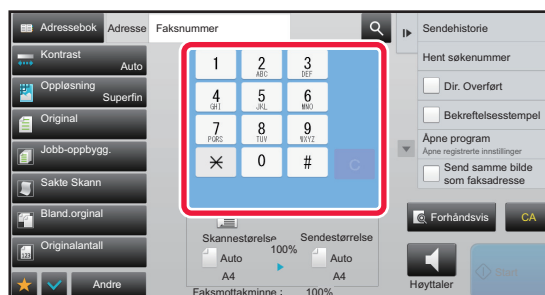 Adressebok
Adresse
Faksnummer
Kontrast
Auto
Oppløsning
Superfin
Original
Jobb-oppbygg.
Sakte Skann
Bland.orginal
Originalantall
Andre
1
2
ABC
3
DEF
4
GHI
5
JKL
6
MNO
7
PQRS
8
TUV
9
WXYZ
0
#
C
Skannestørelse
Sendestørrelse
100%
Auto
A4
Auto
A4
Faksmottakminne :
100%
Sendehistorie
Hent søkenummer
Dir. Overført
Bekreftelsesstempel
Åpne program
Åpne registrerte innstillinger
Send samme bilde
som faksadresse
Forhåndsvis
CA
Høyttaler
Start